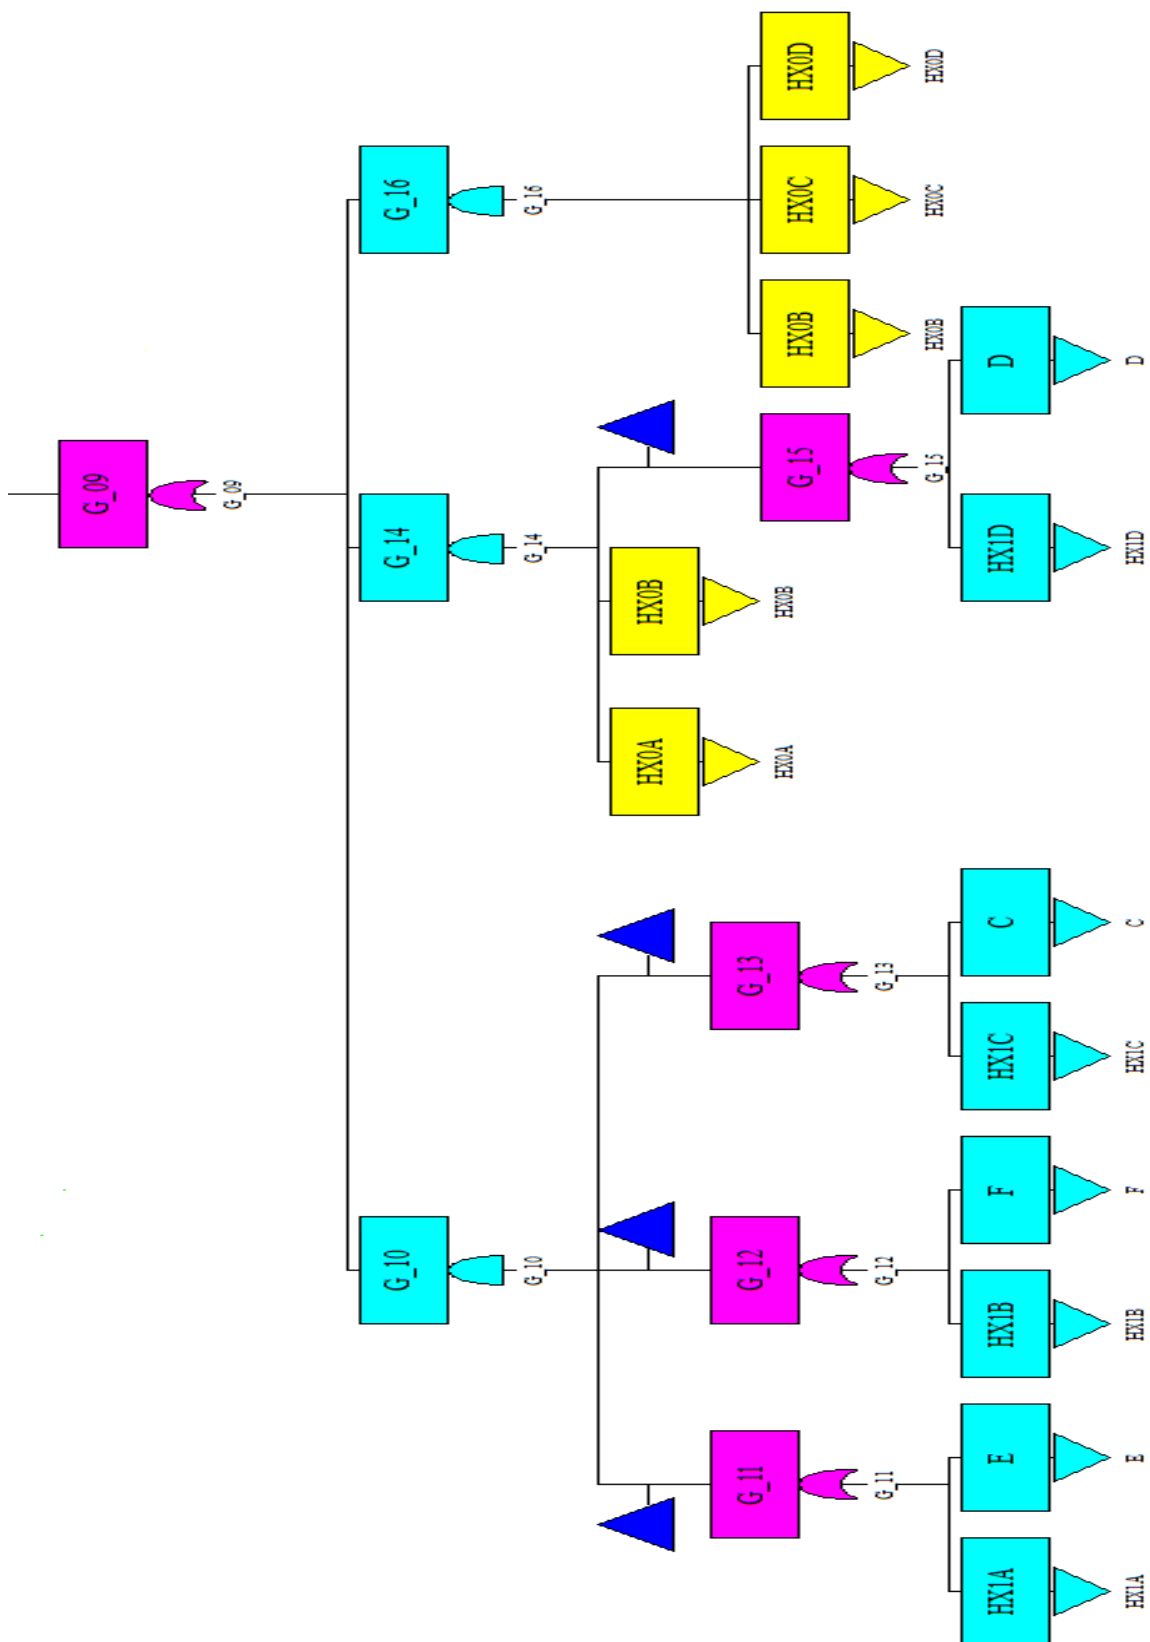 G_09
G_09
G_10
G_10
G_14
G_14
G_16
G_16
G_11
G_11
G_12
G_12
G_13
G_13
HX0A
HX0A
HX0B
HX0B
G_15
G_15
HX0B
HX0B
HX0C
HX0C
HX0D
HX0D
HX1A
HX1A
E
E
HX1B
HX1B
F
F
HX1C
HX1C
C
C
HX1D
HX1D
D
D